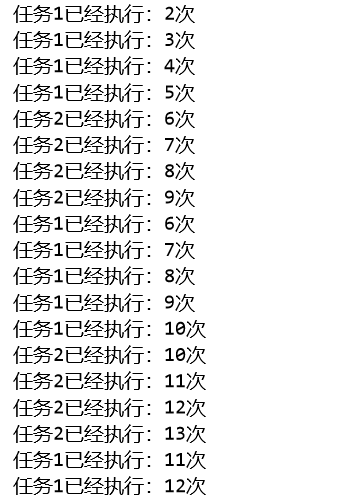 任务1已经执行：2次
任务1已经执行：3次
任务1已经执行：4次
任务1已经执行：5次
任务2已经执行：6次
任务2已经执行：7次
任务2已经执行：8次
任务2已经执行：9次
任务1已经执行：6次
任务1已经执行：7次
任务1已经执行：8次
任务1已经执行：9次
任务1已经执行：10次
任务2已经执行：10次
任务2已经执行：11次
任务2已经执行：12次
任务2已经执行：13次
任务1已经执行：11次
任务1已经执行：12次